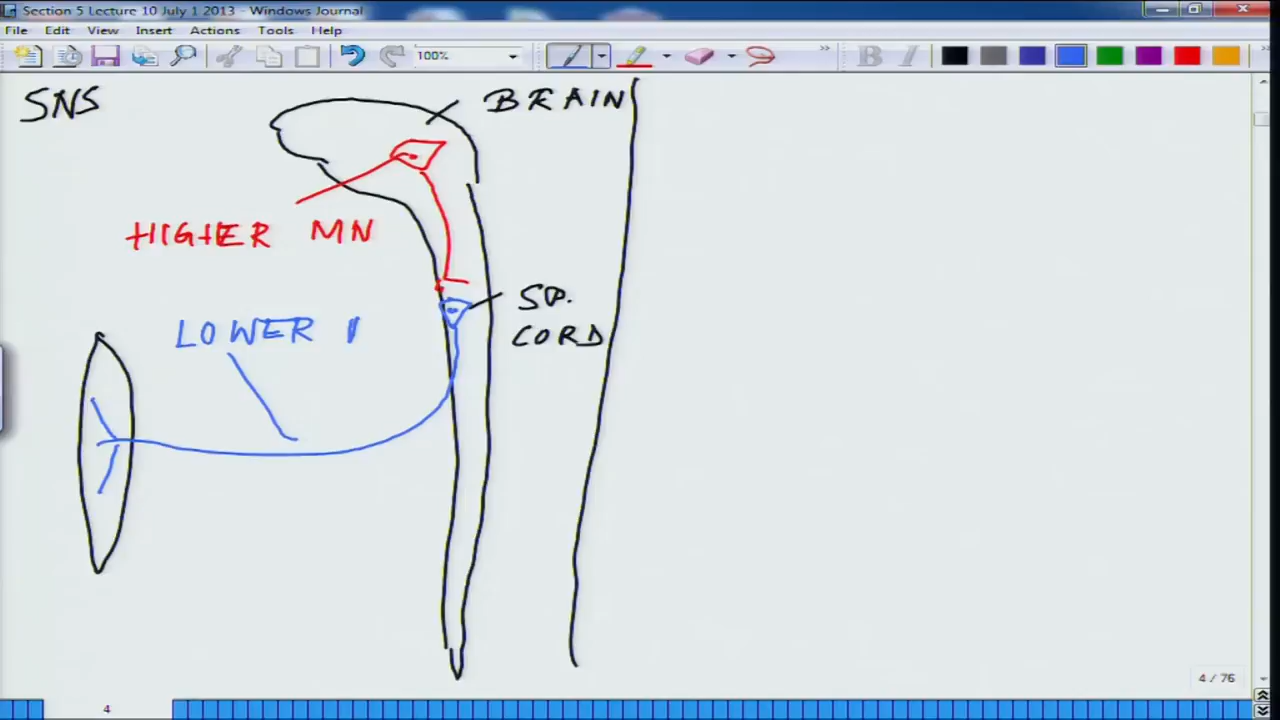 Section 5 Lecture 10 July 1 2013 - Windows Journal
File Edit View Insert Actions Tools Help
100%
B I
SNS
BRAIN
HIGHER MN
SP.
CORD
LOWER
4 / 76
4